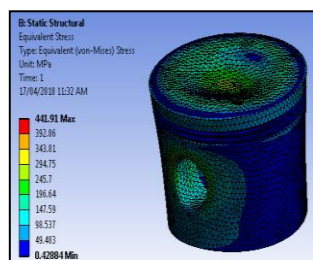 B: Static Structural
Equivalent Stress
Type: Equivalent (von-Mises) Stress
Unit: MPa
Time: 1
17/04/2018 11:32 AM
441.91 Max
392.86
343.81
294.75
245.7
196.64
147.59
98.537
49.483
0.42884 Min